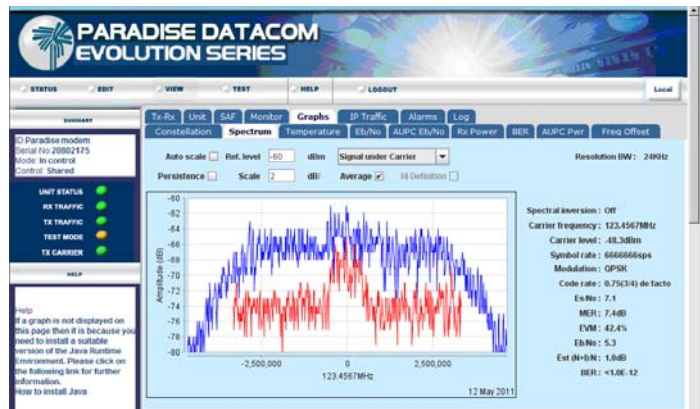 PARADISE DATACOM
EVOLUTION SERIES
STATUS EDIT VIEW TEST HELP LOGOUT Local
SUMMARY
ID:Paradise modem
Serial No:20802175
Mode: In control
Control: Shared
UNIT STATUS
RX TRAFFIC
TX TRAFFIC
TEST MODE
TX CARRIER
HELP
Help
If a graph is not displayed on
this page then it is because you
need to install a suitable
version of the Java Runtime
Environment. Please click on
the following link for further
information.
How to install Java
Tx-Rx Unit SAF Monitor Graphs IP Traffic Alarms Log
Constellation Spectrum Temperature Eb/No AUPC Eb/No Rx Power BER AUPC Pwr Freq Offset
Auto scale Ref. level -60 dBm Signal under Carrier Resolution BW: 24KHz
Persistence Scale 2 dB/ Average Hi Definition
Amplitude (dB)
-60
-62
-64
-66
-68
-70
-72
-74
-76
-78
-80
-2,500,000 0 2,500,000
123.4567MHz
12 May 2011
Spectral inversion: Off
Carrier frequency: 123.4567MHz
Carrier level: -48.3dBm
Symbol rate: 6666666sps
Modulation: QPSK
Code rate: 0.75(3/4) de facto
Es/No: 7.1
MER: 7.4dB
EVM: 42.4%
Eb/No: 5.3
Est (N+I)/N: 1.8dB
BER: <1.0E-12